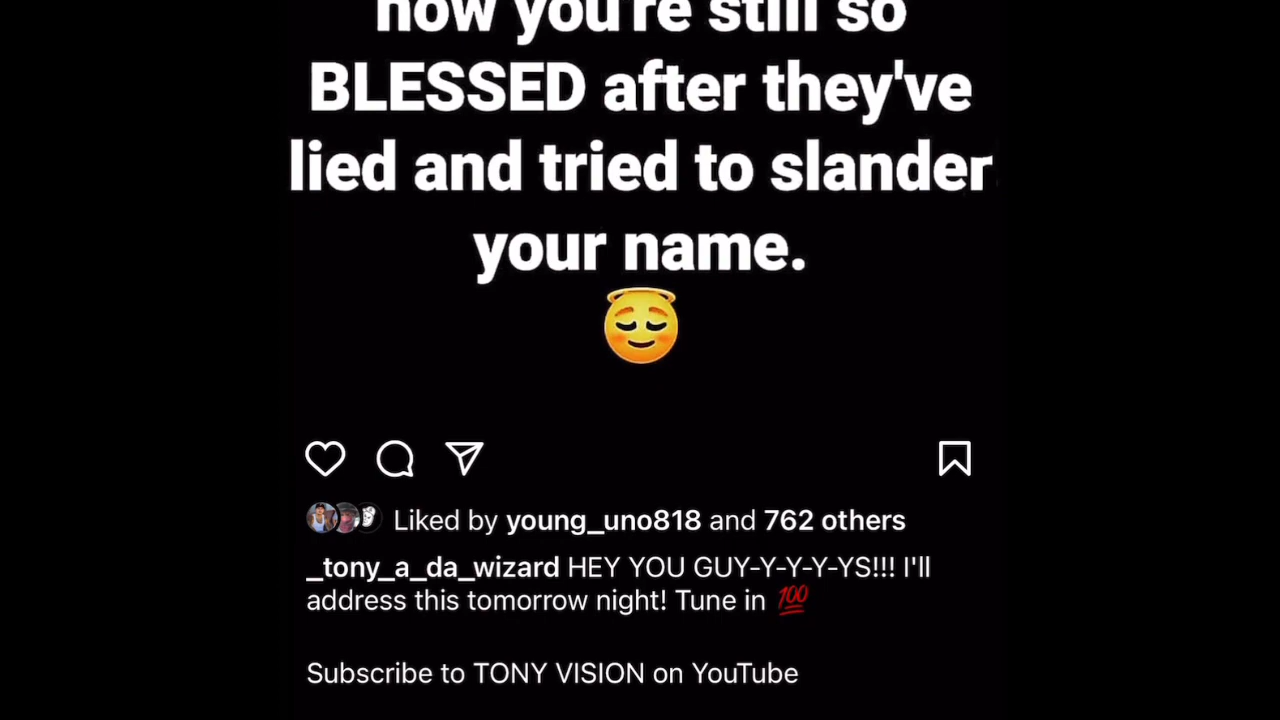 how you're still so
BLESSED after they've
lied and tried to slander
your name.
Liked by young_uno818 and 762 others
_tony_a_da_wizard HEY YOU GUY-Y-Y-Y-YS!!! I'll
address this tomorrow night! Tune in 💯
Subscribe to TONY VISION on YouTube